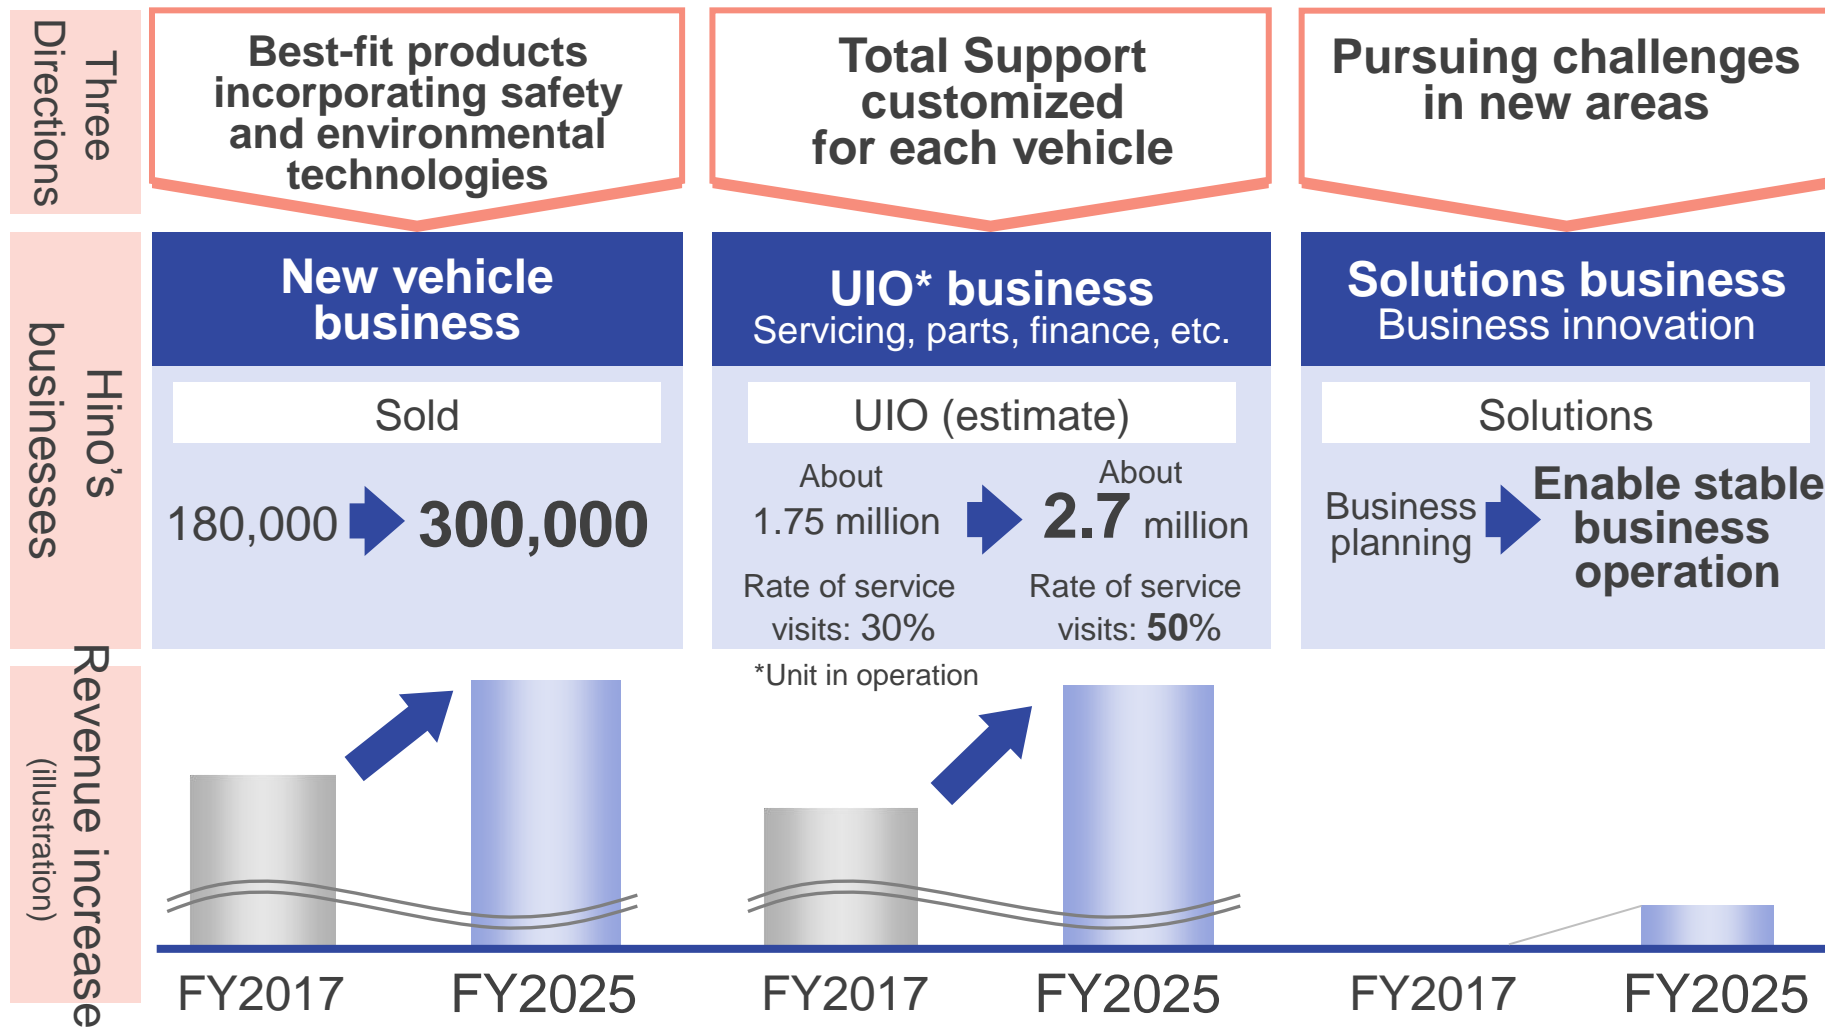 Three
Directions
Best-fit products
incorporating safety
and environmental
technologies
Total Support
customized
for each vehicle
Pursuing challenges
in new areas
Hino’s
businesses
New vehicle
business
Sold
180,000
300,000
UIO* business
Servicing, parts, finance, etc.
UIO (estimate)
About
1.75 million
About
2.7 million
Rate of service
visits: 30%
Rate of service
visits: 50%
*Unit in operation
Solutions business
Business innovation
Solutions
Business
planning
Enable stable
business
operation
Revenue increase
(illustration)
FY2017
FY2025
FY2017
FY2025
FY2017
FY2025